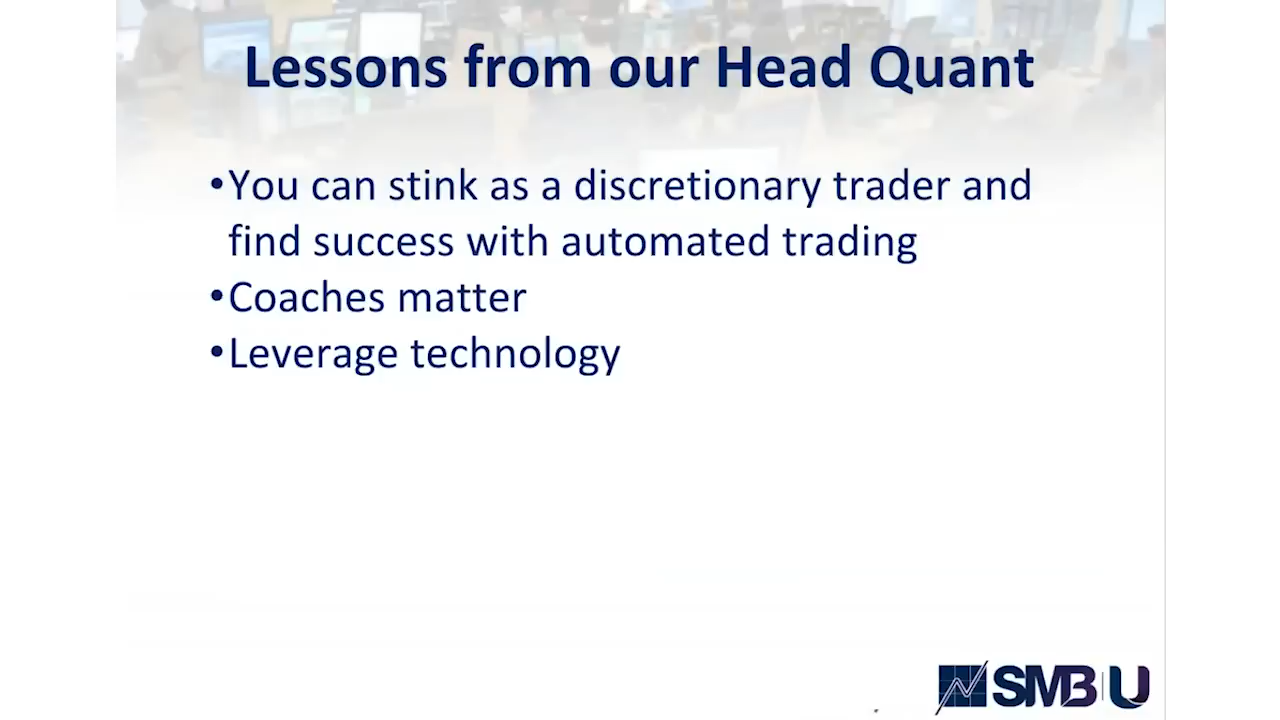 Lessons from our Head Quant
•You can stink as a discretionary trader and
find success with automated trading
•Coaches matter
•Leverage technology
SMB U